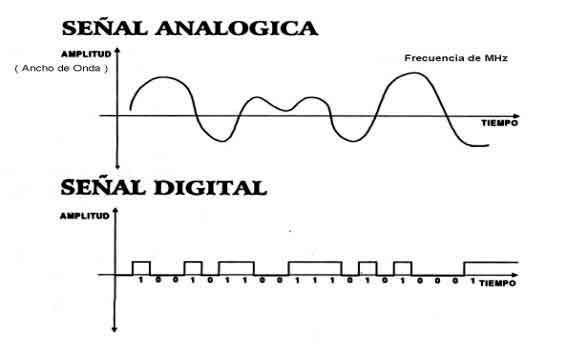 SEÑAL ANALOGICA
AMPLITUD
( Ancho de Onda )
Frecuencia de MHz
TIEMPO
SEÑAL DIGITAL
AMPLITUD
1 0 0 1 0 1 1 0 0 1 1 1 0 1 0 1 0 0 0 1 TIEMPO